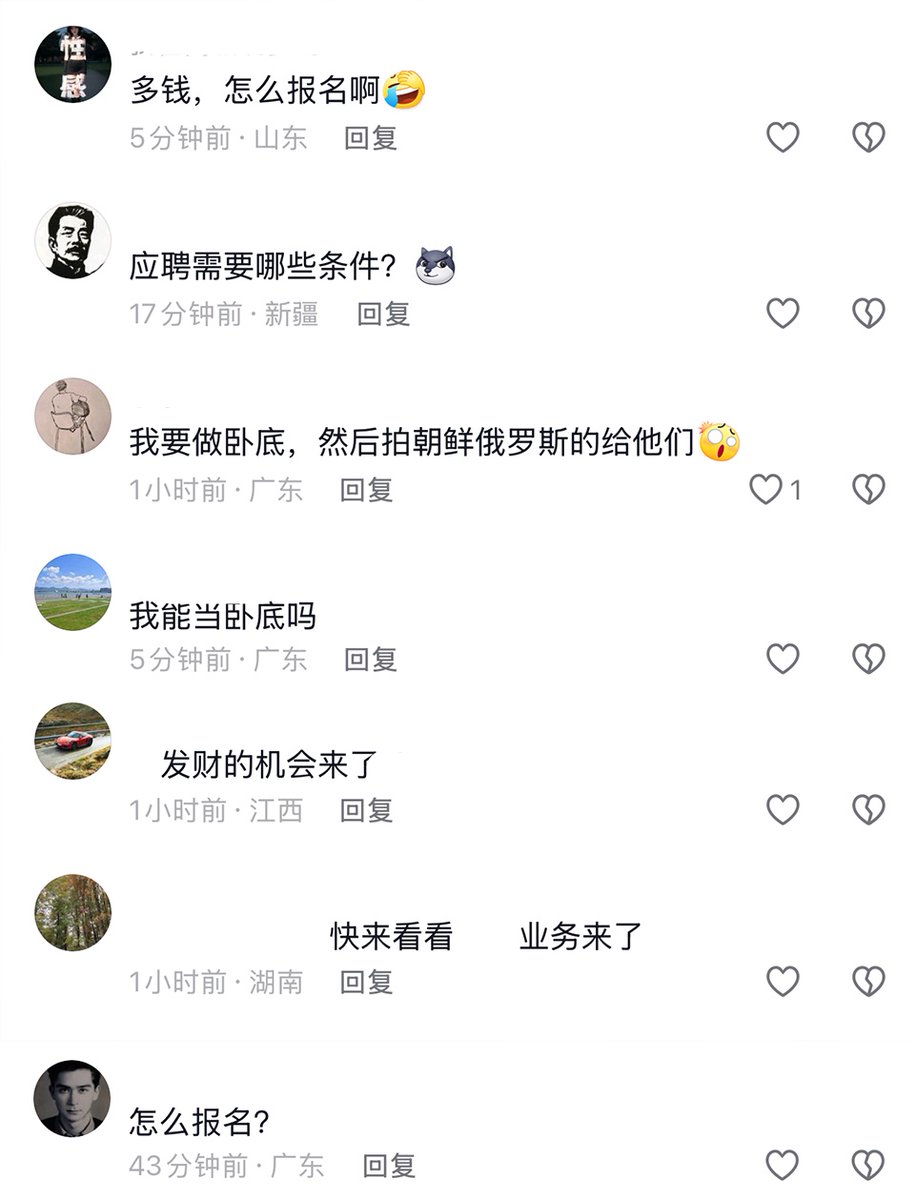 性
感
多钱，怎么报名啊
5分钟前·山东 回复
应聘需要哪些条件？
17分钟前·新疆 回复
我要做卧底，然后拍朝鲜俄罗斯的给他们
1小时前·广东 回复
1
我能当卧底吗
5分钟前·广东 回复
发财的机会来了
1小时前·江西 回复
快来看看 业务来了
1小时前·湖南 回复
怎么报名？
43分钟前·广东 回复